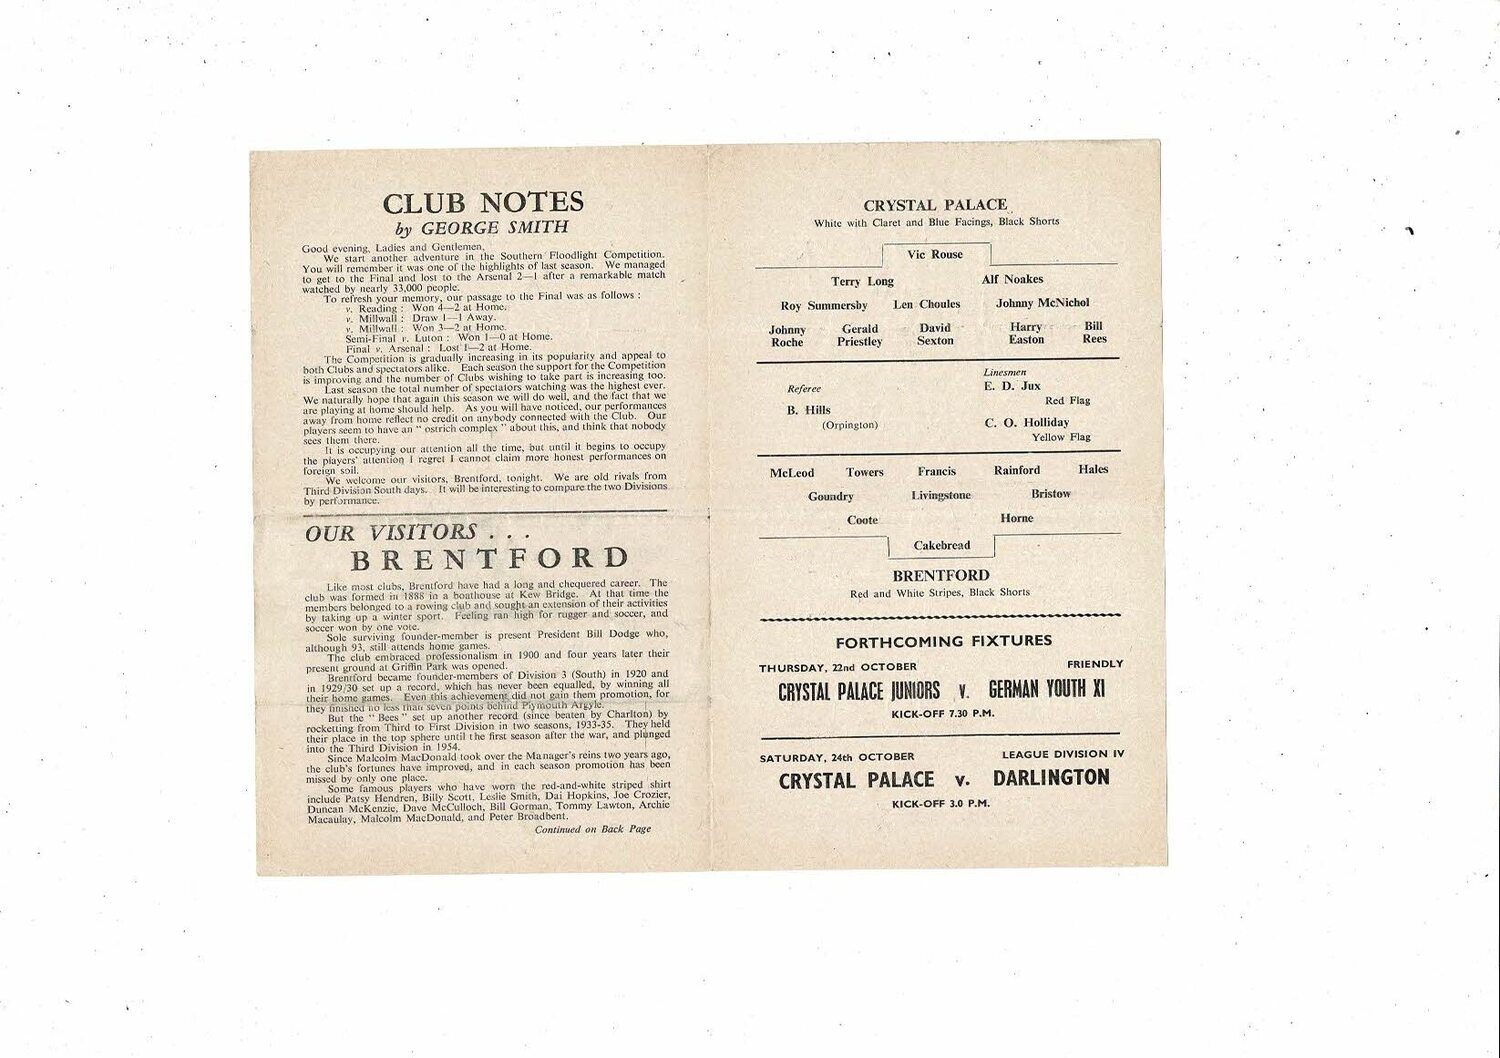 CLUB NOTES
by GEORGE SMITH
Good evening, Ladies and Gentlemen,
We start another adventure in the Southern Floodlight Competition.
You will remember it was one of the highlights of last season. We managed
to get to the Final and lost to the Arsenal 2—1 after a remarkable match
watched by nearly 33,000 people.
To refresh your memory, our passage to the Final was as follows :
v. Reading : Won 4—2 at Home.
v. Millwall : Draw 1—1 Away.
v. Millwall : Won 3—2 at Home.
Semi-Final v. Luton : Won 1—0 at Home.
Final v. Arsenal : Lost 1—2 at Home.
The Competition is gradually increasing in its popularity and appeal to
both Clubs and spectators alike. Each season the support for the Competition
is improving and the number of Clubs wishing to take part is increasing too.
Last season the total number of spectators watching was the highest ever.
We naturally hope that again this season we will do well, and the fact that we
are playing at home should help. As you will have noticed, our performances
away from home reflect no credit on anybody connected with the Club. Our
players seem to have an " ostrich complex " about this, and think that nobody
sees them there.
It is occupying our attention all the time, but until it begins to occupy
the players' attention I regret I cannot claim more honest performances on
foreign soil.
We welcome our visitors, Brentford, tonight. We are old rivals from
Third Division South days. It will be interesting to compare the two Divisions
by performance.
OUR VISITORS . . .
BRENTFORD
Like most clubs, Brentford have had a long and chequered career. The
club was formed in 1888 in a boathouse at Kew Bridge. At that time the
members belonged to a rowing club and sought an extension of their activities
by taking up a winter sport. Feeling ran high for rugger and soccer, and
soccer won by one vote.
Sole surviving founder-member is present President Bill Dodge who,
although 93, still attends home games.
The club embraced professionalism in 1900 and four years later their
present ground at Griffin Park was opened.
Brentford became founder-members of Division 3 (South) in 1920 and
in 1929/30 set up a record, which has never been equalled, by winning all
their home games. Even this achievement did not gain them promotion, for
they finished no less than seven points behind Plymouth Argyle.
But the " Bees " set up another record (since beaten by Charlton) by
rocketting from Third to First Division in two seasons, 1933-35. They held
their place in the top sphere until the first season after the war, and plunged
into the Third Division in 1954.
Since Malcolm MacDonald took over the Manager's reins two years ago,
the club's fortunes have improved, and in each season promotion has been
missed by only one place.
Some famous players who have worn the red-and-white striped shirt
include Patsy Hendren, Billy Scott, Leslie Smith, Dai Hopkins, Joe Crozier,
Duncan McKenzie, Dave McCulloch, Bill Gorman, Tommy Lawton, Archie
Macaulay, Malcolm MacDonald, and Peter Broadbent.
Continued on Back Page
CRYSTAL PALACE
White with Claret and Blue Facings, Black Shorts
Vic Rouse
Terry Long Alf Noakes
Roy Summersby Len Choules Johnny McNichol
Johnny Roche Gerald Priestley David Sexton Harry Easton Bill Rees
Referee
B. Hills
(Orpington)
Linesmen
E. D. Jux
Red Flag
C. O. Holliday
Yellow Flag
McLeod Towers Francis Rainford Hales
Goundry Livingstone Bristow
Coote Horne
Cakebread
BRENTFORD
Red and White Stripes, Black Shorts
FORTHCOMING FIXTURES
THURSDAY, 22nd OCTOBER FRIENDLY
CRYSTAL PALACE JUNIORS v. GERMAN YOUTH XI
KICK-OFF 7.30 P.M.
SATURDAY, 24th OCTOBER LEAGUE DIVISION IV
CRYSTAL PALACE v. DARLINGTON
KICK-OFF 3.0 P.M.